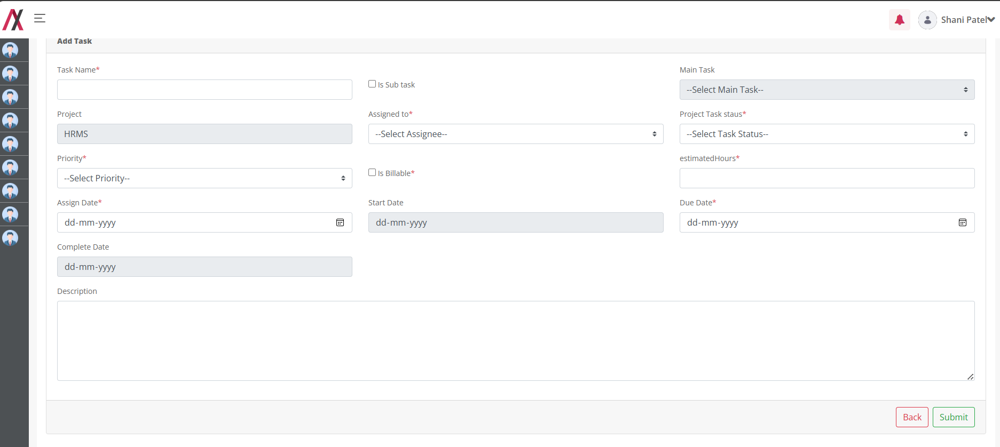 Shani Patel
Add Task
Task Name*
Is Sub task
Main Task
--Select Main Task--
Project
Assigned to*
Project Task staus*
HRMS
--Select Assignee--
--Select Task Status--
Priority*
Is Billable*
estimatedHours*
--Select Priority--
Assign Date*
Start Date
Due Date*
dd-mm-yyyy
dd-mm-yyyy
dd-mm-yyyy
Complete Date
dd-mm-yyyy
Description
Back
Submit